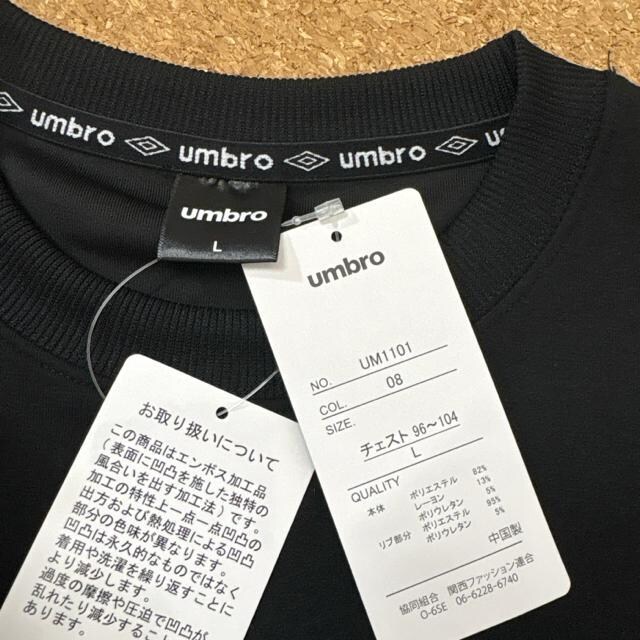 umbro umbro umbro umbro
umbro
L
umbro
NO. UM1101
COL. 08
SIZE.
チェスト 96～104
L
QUALITY
本体 ポリエステル 82%
レーヨン 13%
ポリウレタン 5%
リブ部分 ポリエステル 95%
ポリウレタン 5%
中国製
協同組合 関西ファッション連合
O-65E 06-6228-6740
お取り扱いについて
この商品はエンボス加工品
(表面に凹凸を施した独特の
風合いを出す加工法)です。
加工の特性上一点一点凹凸の
出方および熱処理による凹凸
部分の色味が異なります。
凹凸は永久的なものではなく
着用や洗濯を繰り返すことに
より減少します。
過度の摩擦や圧迫で凹凸が
乱れたり減少すること
あります。